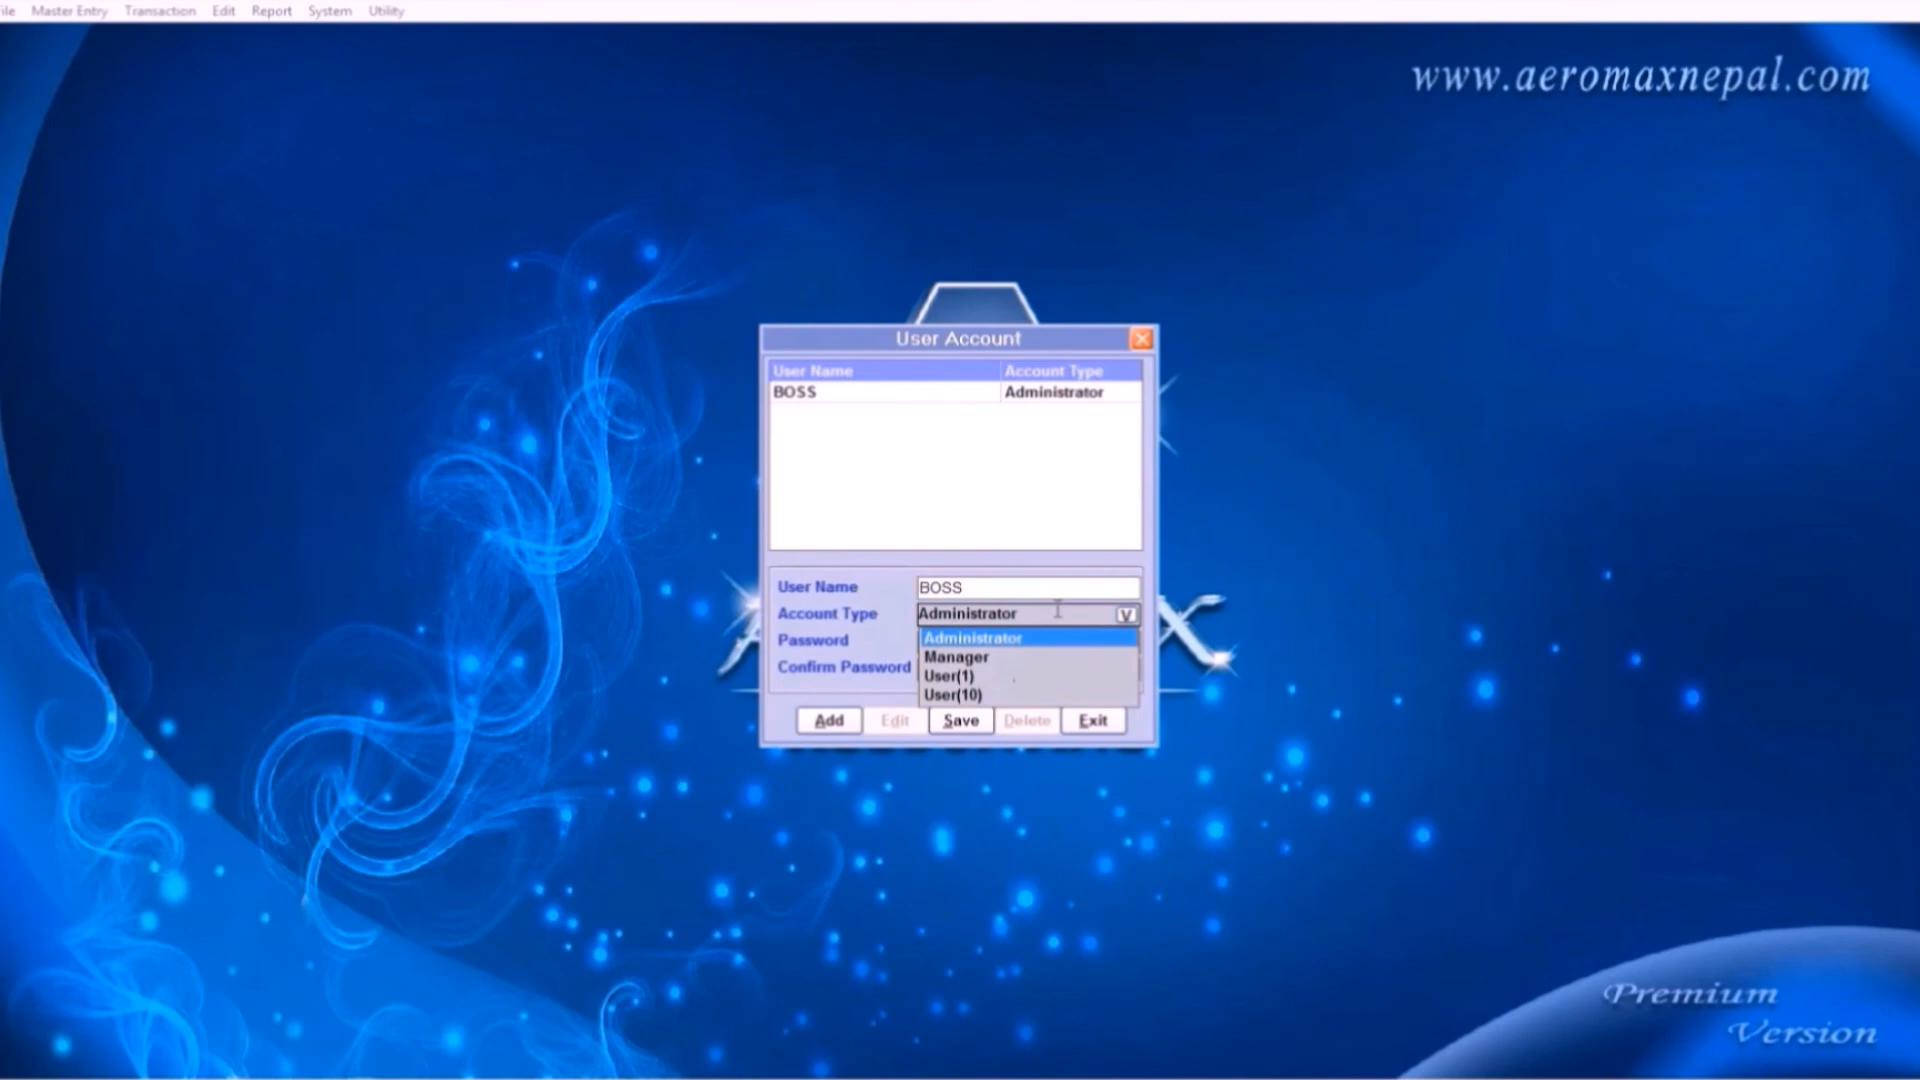 ile Master Entry Transaction Edit Report System Utility
www.aeromaxnepal.com
User Account
User Name Account Type
BOSS Administrator
User Name BOSS
Account Type Administrator
Password Administrator
Manager
Confirm Password User(1)
User(10)
Add Edit Save Delete Exit
Premium
Version